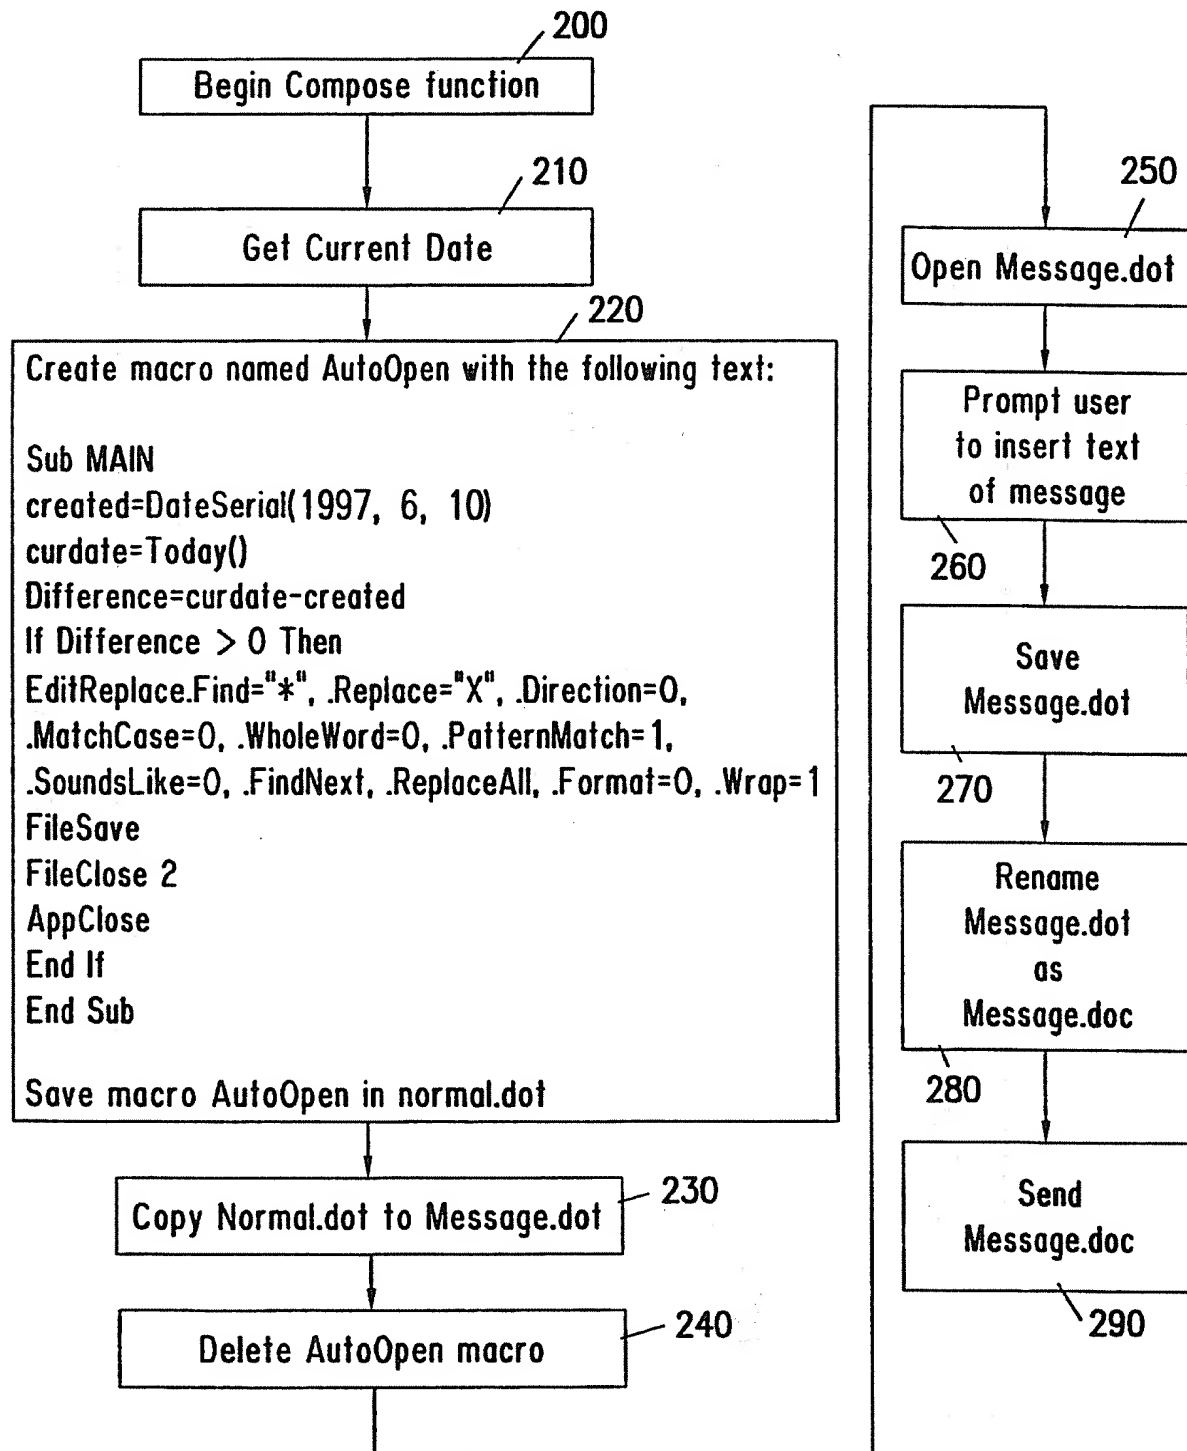 200
Begin Compose function
210
Get Current Date
220
Create macro named AutoOpen with the following text:
Sub MAIN
created=DateSerial(1997, 6, 10)
curdate=Today()
Difference=curdate-created
If Difference > 0 Then
EditReplace.Find="*", .Replace="X", .Direction=0,
.MatchCase=0, .WholeWord=0, .PatternMatch=1,
.SoundsLike=0, .FindNext, .ReplaceAll, .Format=0, .Wrap=1
FileSave
FileClose 2
AppClose
End If
End Sub
Save macro AutoOpen in normal.dot
230
Copy Normal.dot to Message.dot
240
Delete AutoOpen macro
250
Open Message.dot
Prompt user
to insert text
of message
260
Save
Message.dot
270
Rename
Message.dot
as
Message.doc
280
Send
Message.doc
290